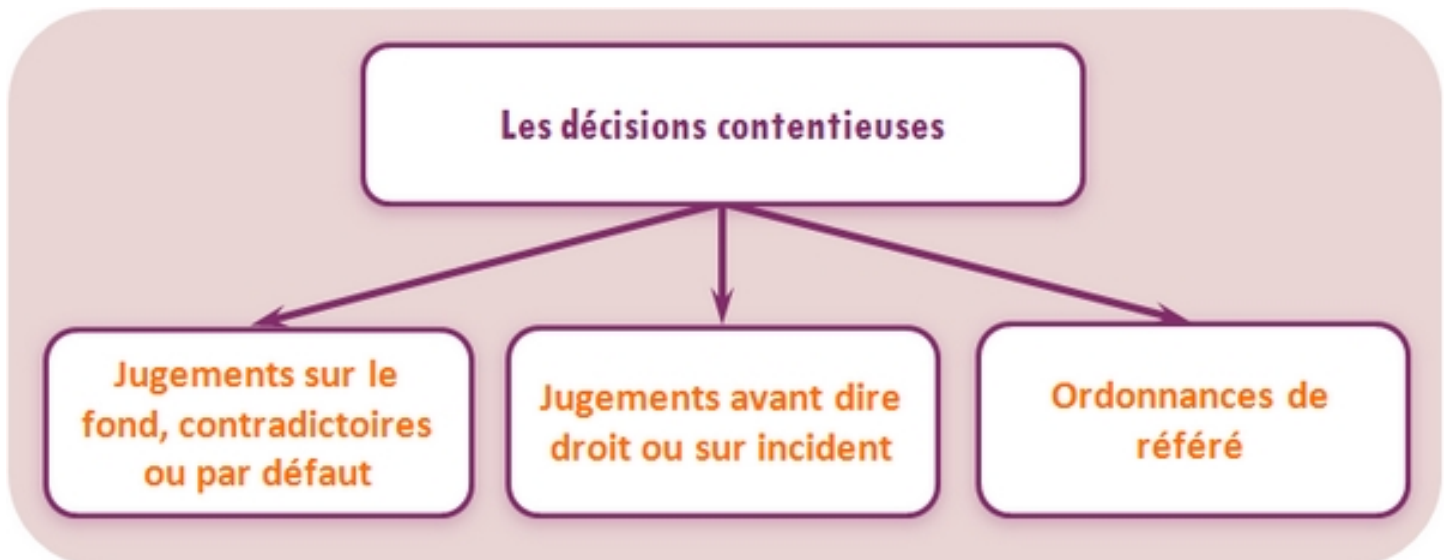 Les décisions contentieuses
Jugements sur le
fond, contradictoires
ou par défaut
Jugements avant dire
droit ou sur incident
Ordonnances de
référé